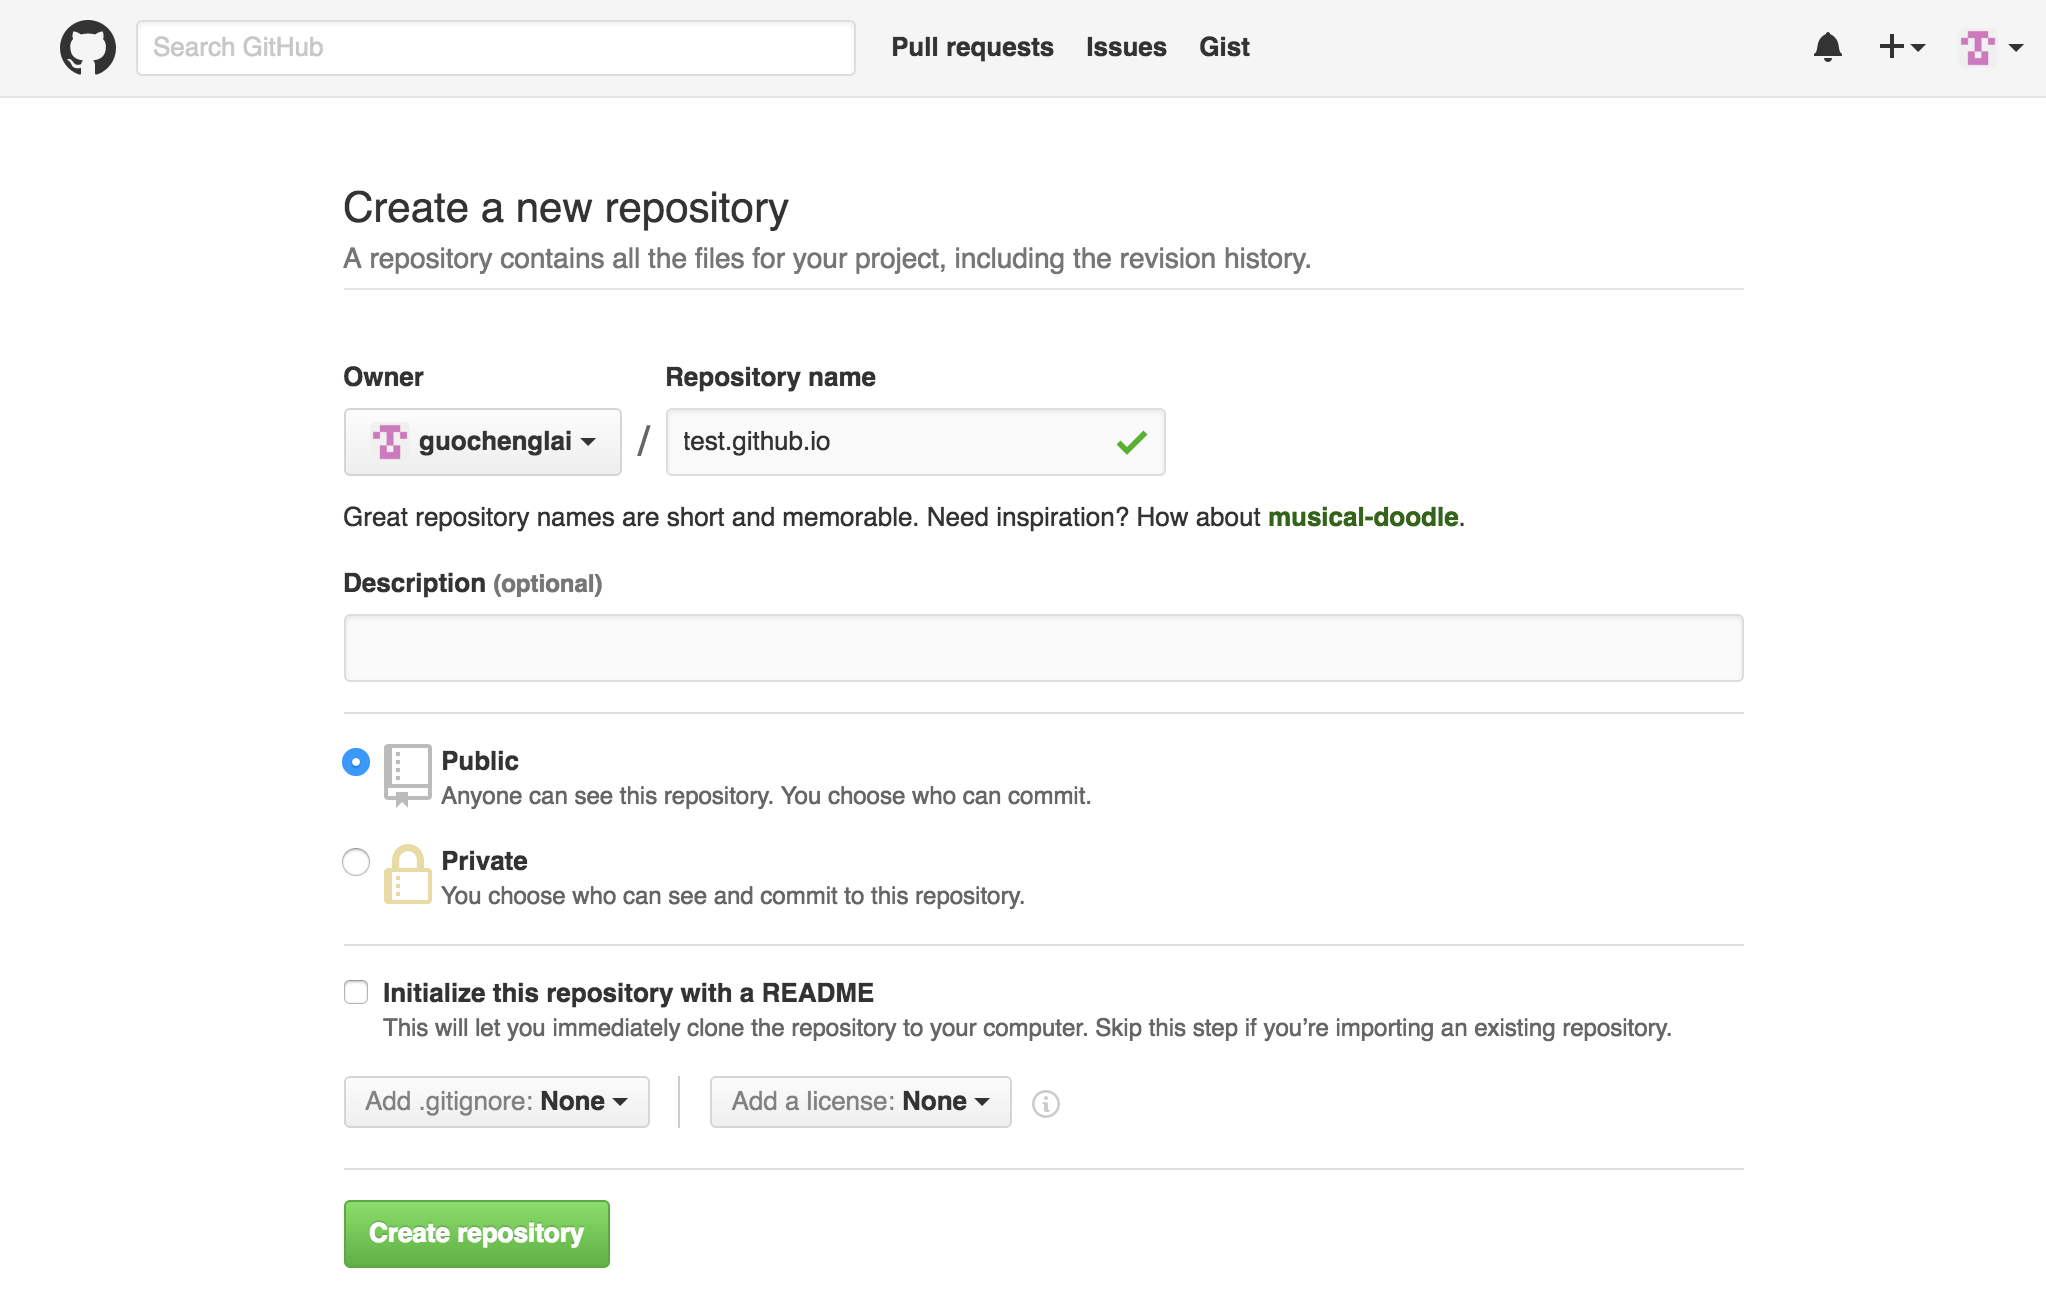 Search GitHub Pull requests Issues Gist
Create a new repository
A repository contains all the files for your project, including the revision history.
Owner Repository name
guochenglai / test.github.io
Great repository names are short and memorable. Need inspiration? How about musical-doodle.
Description (optional)
Public
Anyone can see this repository. You choose who can commit.
Private
You choose who can see and commit to this repository.
Initialize this repository with a README
This will let you immediately clone the repository to your computer. Skip this step if you’re importing an existing repository.
Add .gitignore: None Add a license: None
Create repository